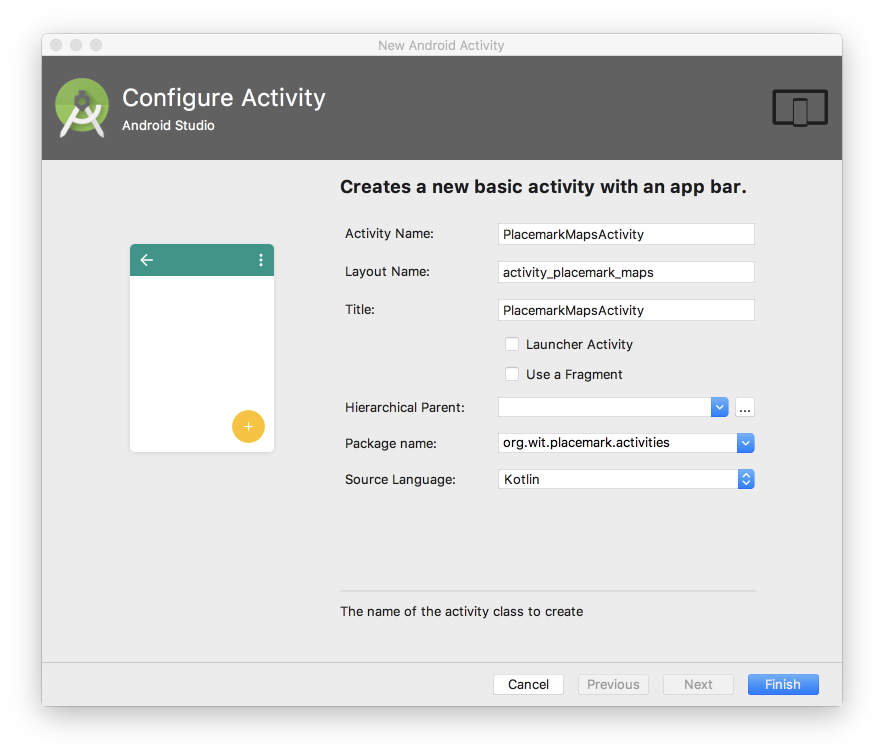 New Android Activity
Configure Activity
Android Studio
Creates a new basic activity with an app bar.
Activity Name: PlacemarkMapsActivity
Layout Name: activity_placemark_maps
Title: PlacemarkMapsActivity
Launcher Activity
Use a Fragment
Hierarchical Parent: ...
Package name: org.wit.placemark.activities
Source Language: Kotlin
The name of the activity class to create
Cancel Previous Next Finish